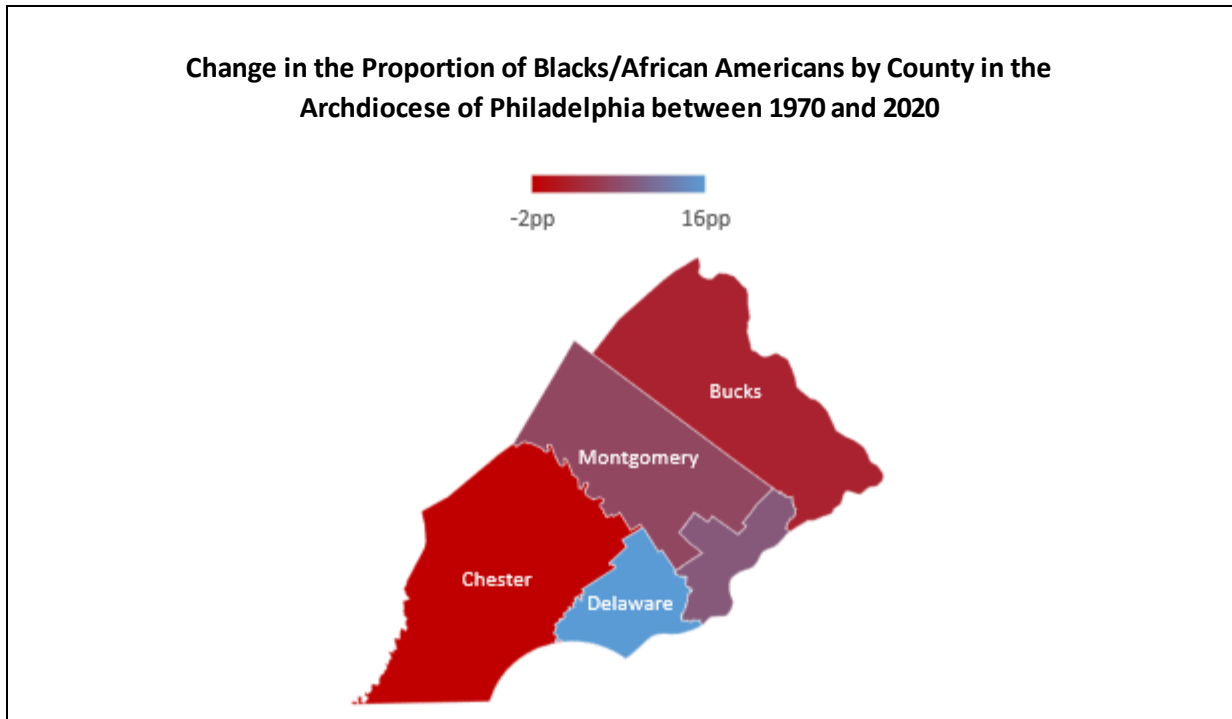 Change in the Proportion of Blacks/African Americans by County in the
Archdiocese of Philadelphia between 1970 and 2020
-2pp 16pp
Bucks
Montgomery
Chester
Delaware